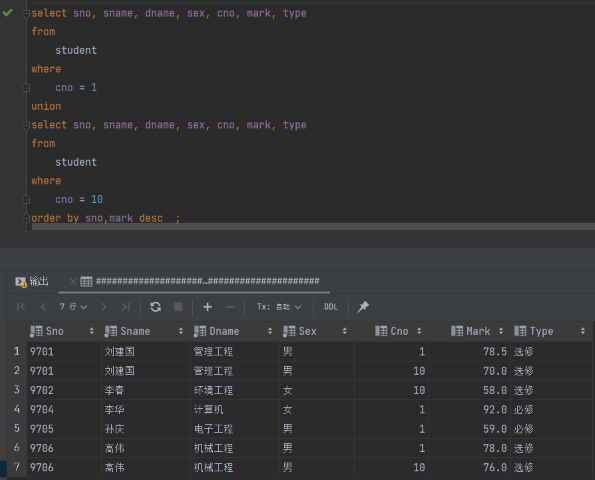 select sno, sname, dname, sex, cno, mark, type
from
student
where
cno = 1
union
select sno, sname, dname, sex, cno, mark, type
from
student
where
cno = 10
order by sno,mark desc ;
输出 × ####################…#####################
7 行 Tx: 自动 DDL
Sno Sname Dname Sex Cno Mark Type
1 9701 刘建国 管理工程 男 1 78.5 选修
2 9701 刘建国 管理工程 男 10 70.0 选修
3 9702 李春 环境工程 女 10 58.0 选修
4 9704 李华 计算机 女 1 92.0 必修
5 9705 孙庆 电子工程 男 1 59.0 必修
6 9706 高伟 机械工程 男 1 78.0 选修
7 9706 高伟 机械工程 男 10 76.0 选修